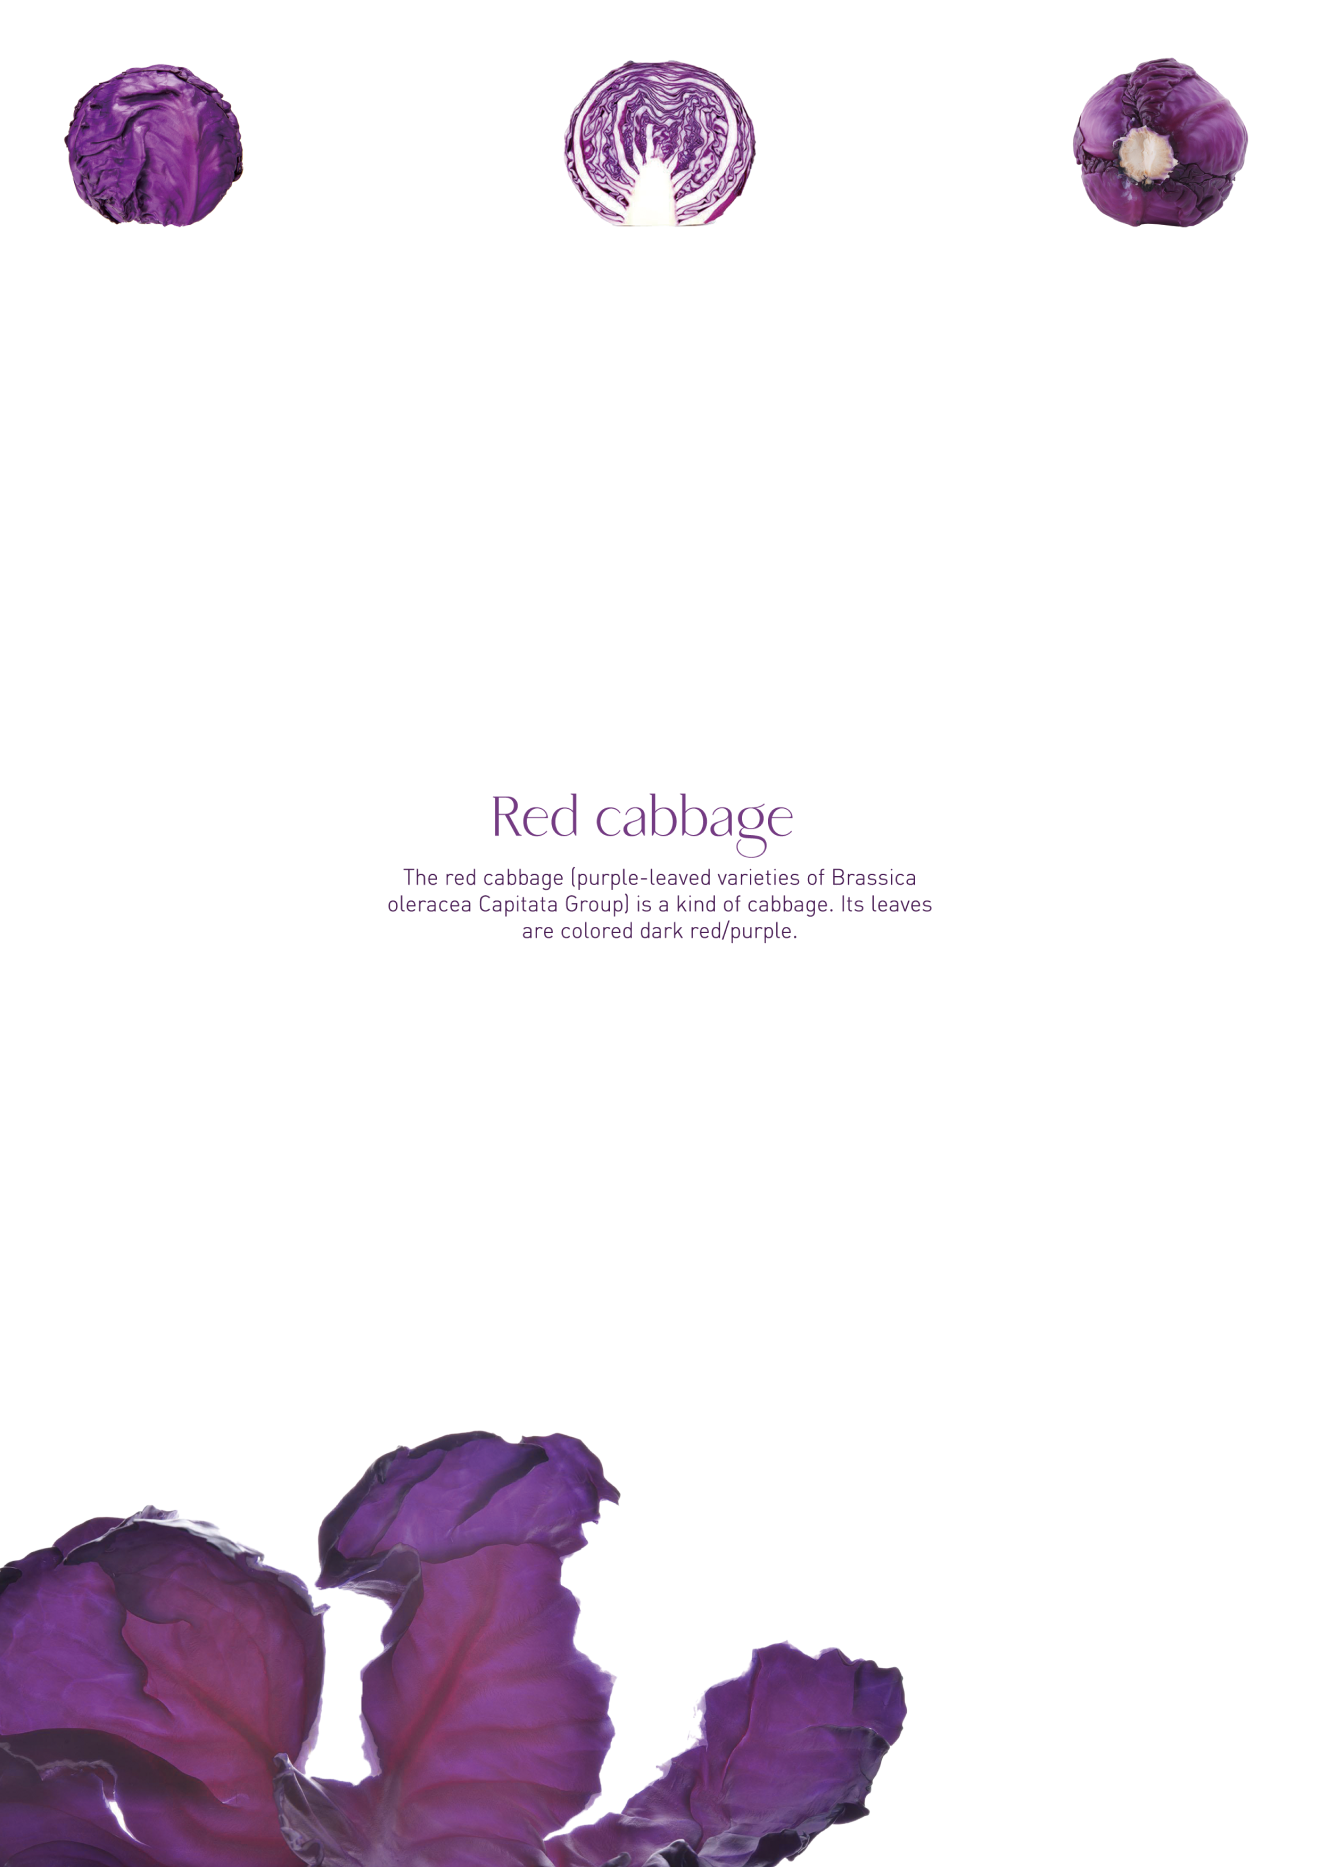 Red cabbage
The red cabbage (purple-leaved varieties of Brassica
oleracea Capitata Group) is a kind of cabbage. Its leaves
are colored dark red/purple.